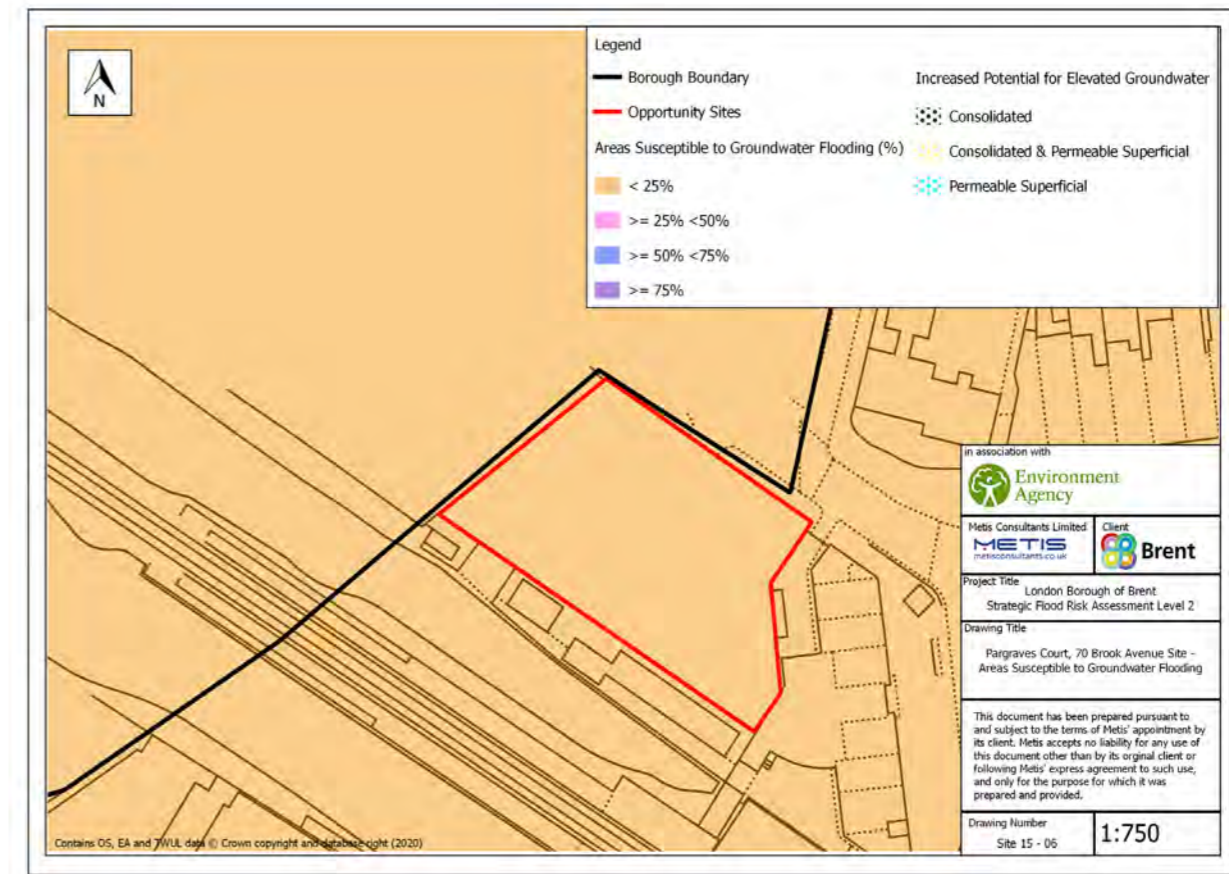 N
Legend
Borough Boundary
Opportunity Sites
Areas Susceptible to Groundwater Flooding (%)
< 25%
>= 25% <50%
>= 50% <75%
>= 75%
Increased Potential for Elevated Groundwater
Consolidated
Consolidated & Permeable Superficial
Permeable Superficial
in association with
Environment
Agency
Metis Consultants Limited
METIS
metisconsultants.co.uk
Client
Brent
Project Title
London Borough of Brent
Strategic Flood Risk Assessment Level 2
Drawing Title
Pargraves Court, 70 Brook Avenue Site -
Areas Susceptible to Groundwater Flooding
This document has been prepared pursuant to
and subject to the terms of Metis' appointment by
its client. Metis accepts no liability for any use of
this document other than by its orginal client or
following Metis' express agreement to such use,
and only for the purpose for which it was
prepared and provided.
Drawing Number
Site 15 - 06
1:750
Contains OS, EA and TWUL data © Crown copyright and database right (2020)